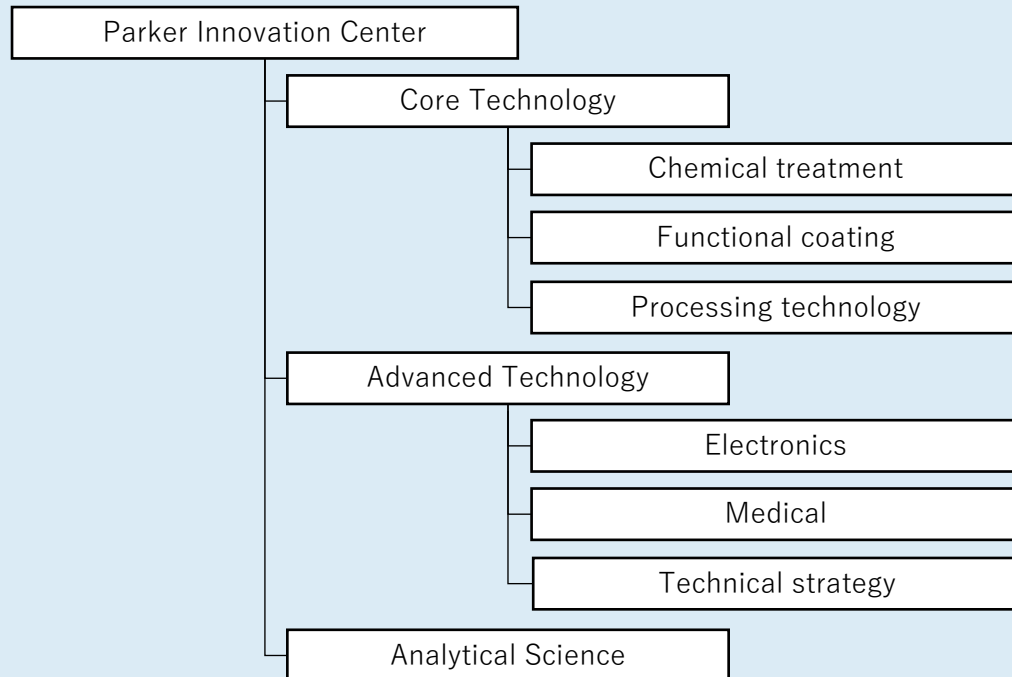 Parker Innovation Center
Core Technology
Chemical treatment
Functional coating
Processing technology
Advanced Technology
Electronics
Medical
Technical strategy
Analytical Science